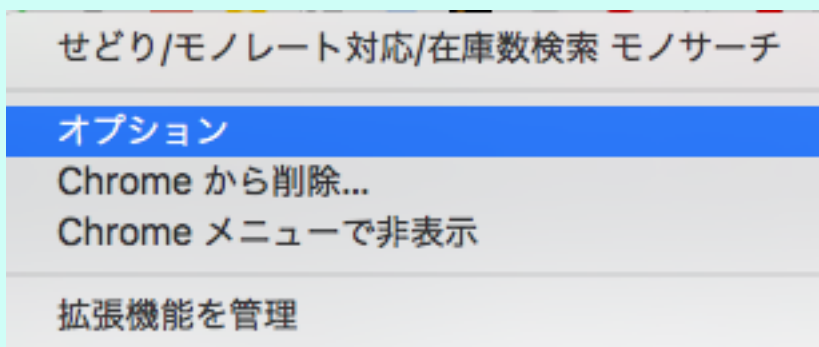 せどり/モノレート対応/在庫数検索 モノサーチ
オプション
Chrome から削除...
Chrome メニューで非表示
拡張機能を管理